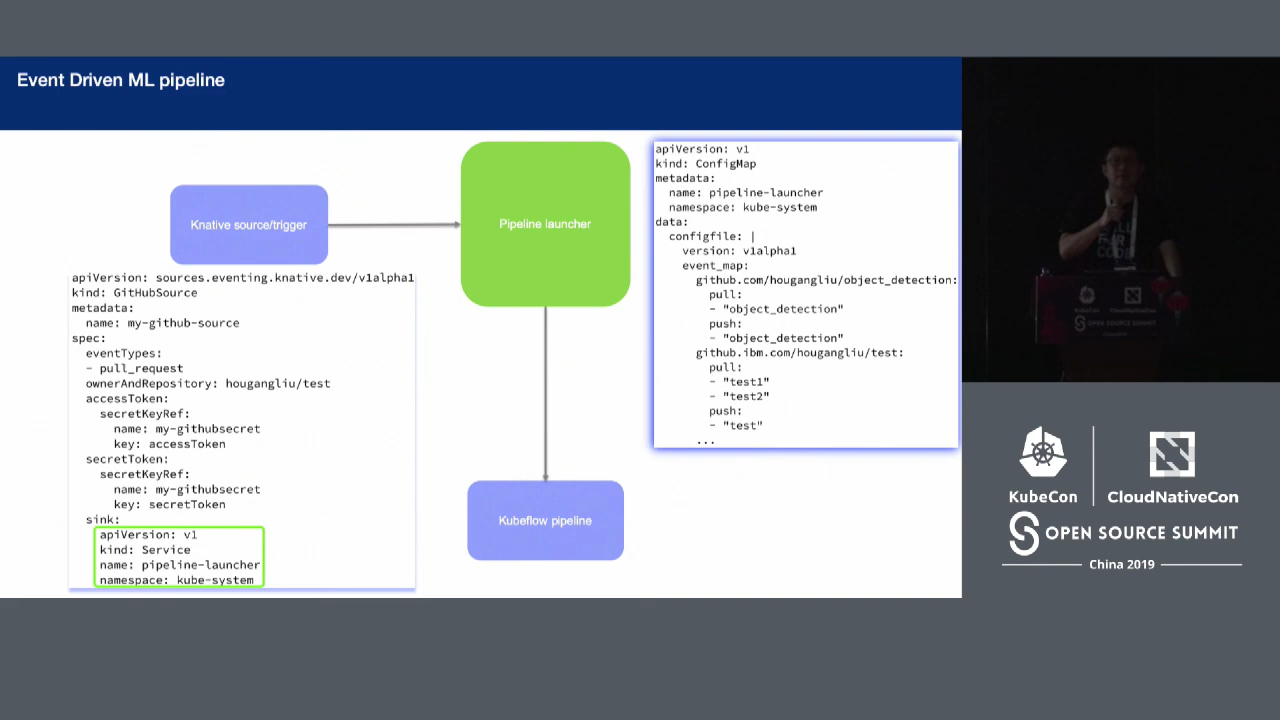 Event Driven ML pipeline
Knative source/trigger
Pipeline launcher
Kubeflow pipeline
apiVersion: sources.eventing.knative.dev/v1alpha1
kind: GitHubSource
metadata:
name: my-github-source
spec:
eventTypes:
- pull_request
ownerAndRepository: hougangliu/test
accessToken:
secretKeyRef:
name: my-githubsecret
key: accessToken
secretToken:
secretKeyRef:
name: my-githubsecret
key: secretToken
sink:
apiVersion: v1
kind: Service
name: pipeline-launcher
namespace: kube-system
apiVersion: v1
kind: ConfigMap
metadata:
name: pipeline-launcher
namespace: kube-system
data:
configfile: |
version: v1alpha1
event_map:
github.com/hougangliu/object_detection:
pull:
- "object_detection"
push:
- "object_detection"
github.ibm.com/hougangliu/test:
pull:
- "test1"
- "test2"
push:
- "test"
...
KubeCon
CloudNativeCon
OPEN SOURCE SUMMIT
China 2019